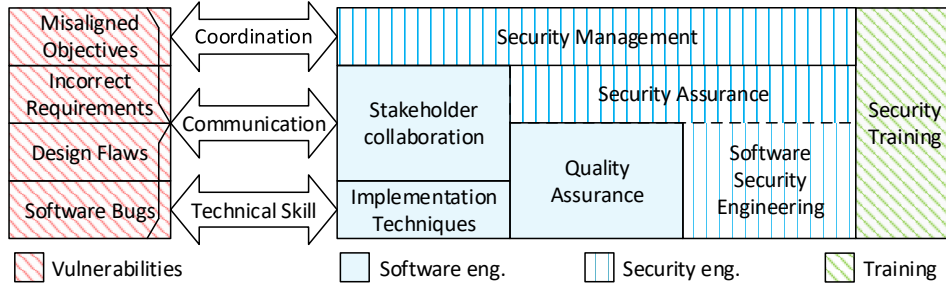 Misaligned
Objectives
Coordination
Security Management
Incorrect
Requirements
Communication
Stakeholder
collaboration
Security Assurance
Security
Training
Design Flaws
Quality
Assurance
Software
Security
Engineering
Software Bugs
Technical Skill
Implementation
Techniques
Vulnerabilities
Software eng.
Security eng.
Training